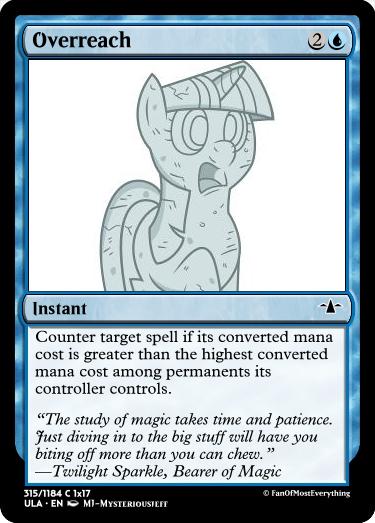 Overreach
2
Instant
Counter target spell if its converted mana
cost is greater than the highest converted
mana cost among permanents its
controller controls.
“The study of magic takes time and patience.
Just diving in to the big stuff will have you
biting off more than you can chew.”
—Twilight Sparkle, Bearer of Magic
315/1184 C 1x17
ULA • EN M1-Mysteriousjeff
© FanOfMostEverything